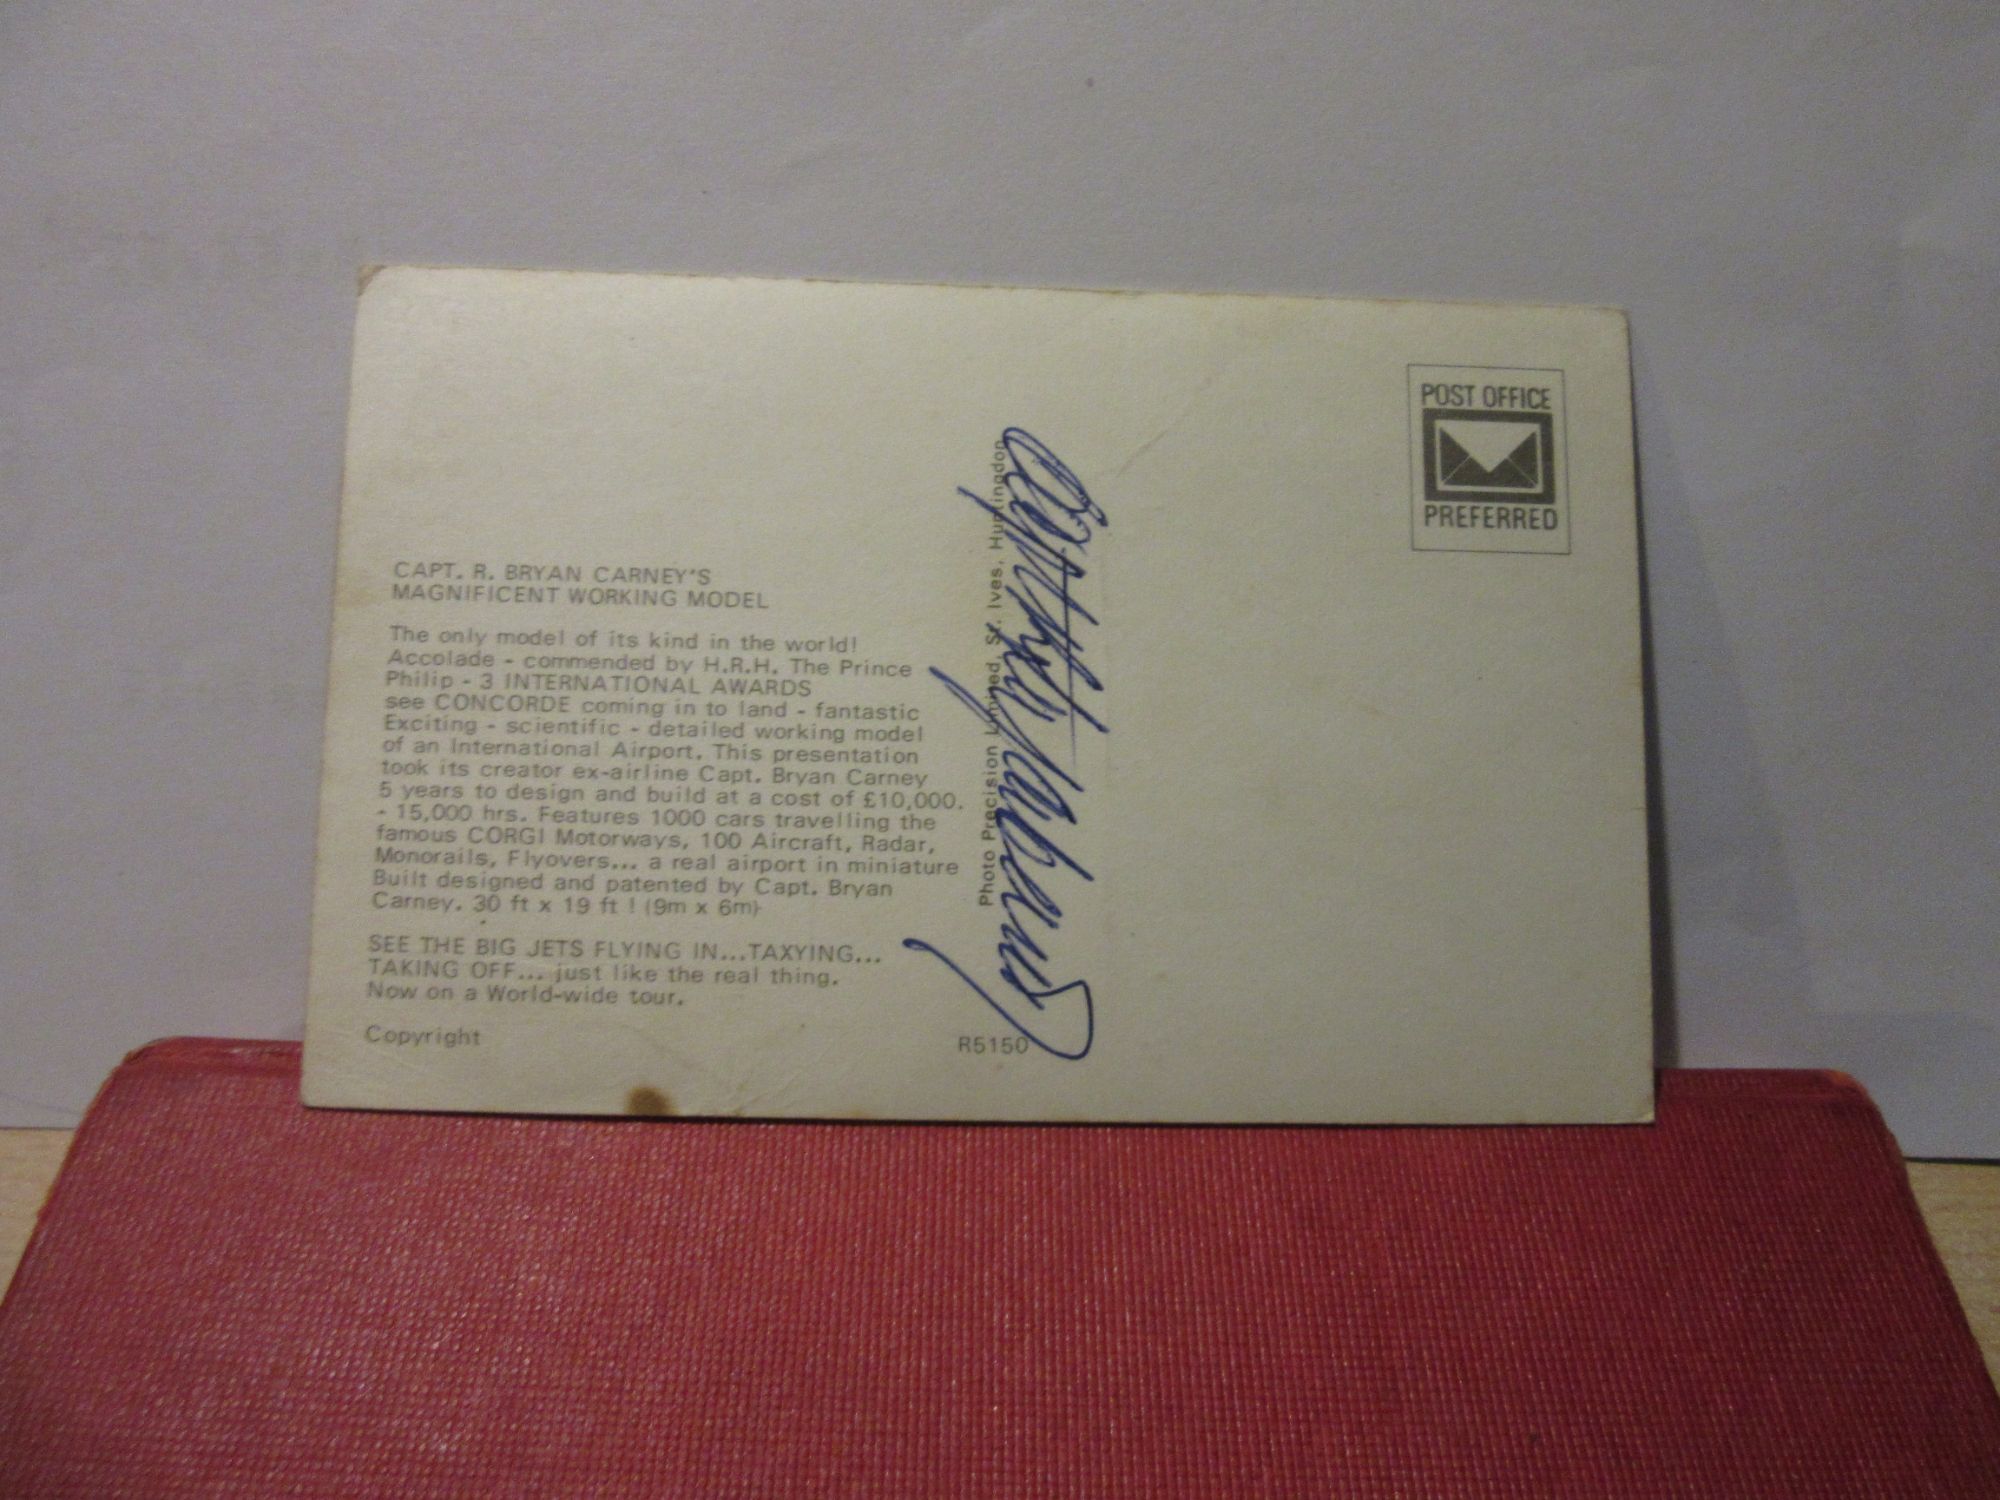 POST OFFICE
PREFERRED
CAPT. R. BRYAN CARNEY'S
MAGNIFICENT WORKING MODEL
The only model of its kind in the world!
Accolade - commended by H.R.H. The Prince
Philip - 3 INTERNATIONAL AWARDS
see CONCORDE coming in to land - fantastic
Exciting - scientific - detailed working model
of an International Airport. This presentation
took its creator ex-airline Capt. Bryan Carney
5 years to design and build at a cost of £10,000.
- 15,000 hrs. Features 1000 cars travelling the
famous CORGI Motorways, 100 Aircraft, Radar,
Monorails, Flyovers... a real airport in miniature
Built designed and patented by Capt. Bryan
Carney. 30 ft x 19 ft ! (9m x 6m)
SEE THE BIG JETS FLYING IN...TAXYING...
TAKING OFF... just like the real thing.
Now on a World-wide tour.
Copyright
R5150
Photo Precision Limited, St. Ives, Huntingdon